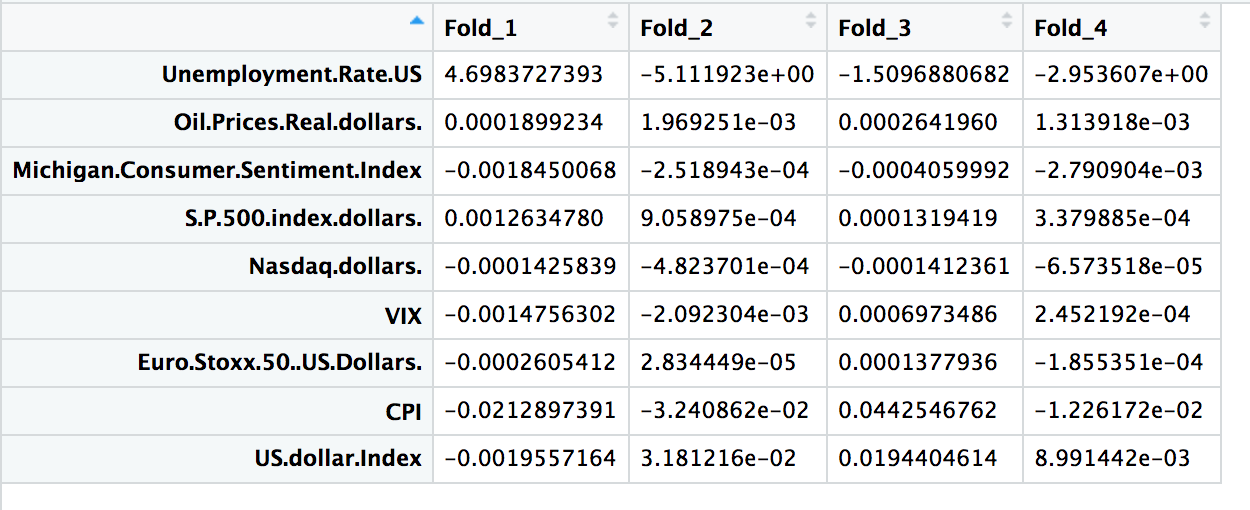 Fold_1 Fold_2 Fold_3 Fold_4
Unemployment.Rate.US 4.6983727393 -5.111923e+00 -1.5096880682 -2.953607e+00
Oil.Prices.Real.dollars. 0.0001899234 1.969251e-03 0.0002641960 1.313918e-03
Michigan.Consumer.Sentiment.Index -0.0018450068 -2.518943e-04 -0.0004059992 -2.790904e-03
S.P.500.index.dollars. 0.0012634780 9.058975e-04 0.0001319419 3.379885e-04
Nasdaq.dollars. -0.0001425839 -4.823701e-04 -0.0001412361 -6.573518e-05
VIX -0.0014756302 -2.092304e-03 0.0006973486 2.452192e-04
Euro.Stoxx.50..US.Dollars. -0.0002605412 2.834449e-05 0.0001377936 -1.855351e-04
CPI -0.0212897391 -3.240862e-02 0.0442546762 -1.226172e-02
US.dollar.Index -0.0019557164 3.181216e-02 0.0194404614 8.991442e-03